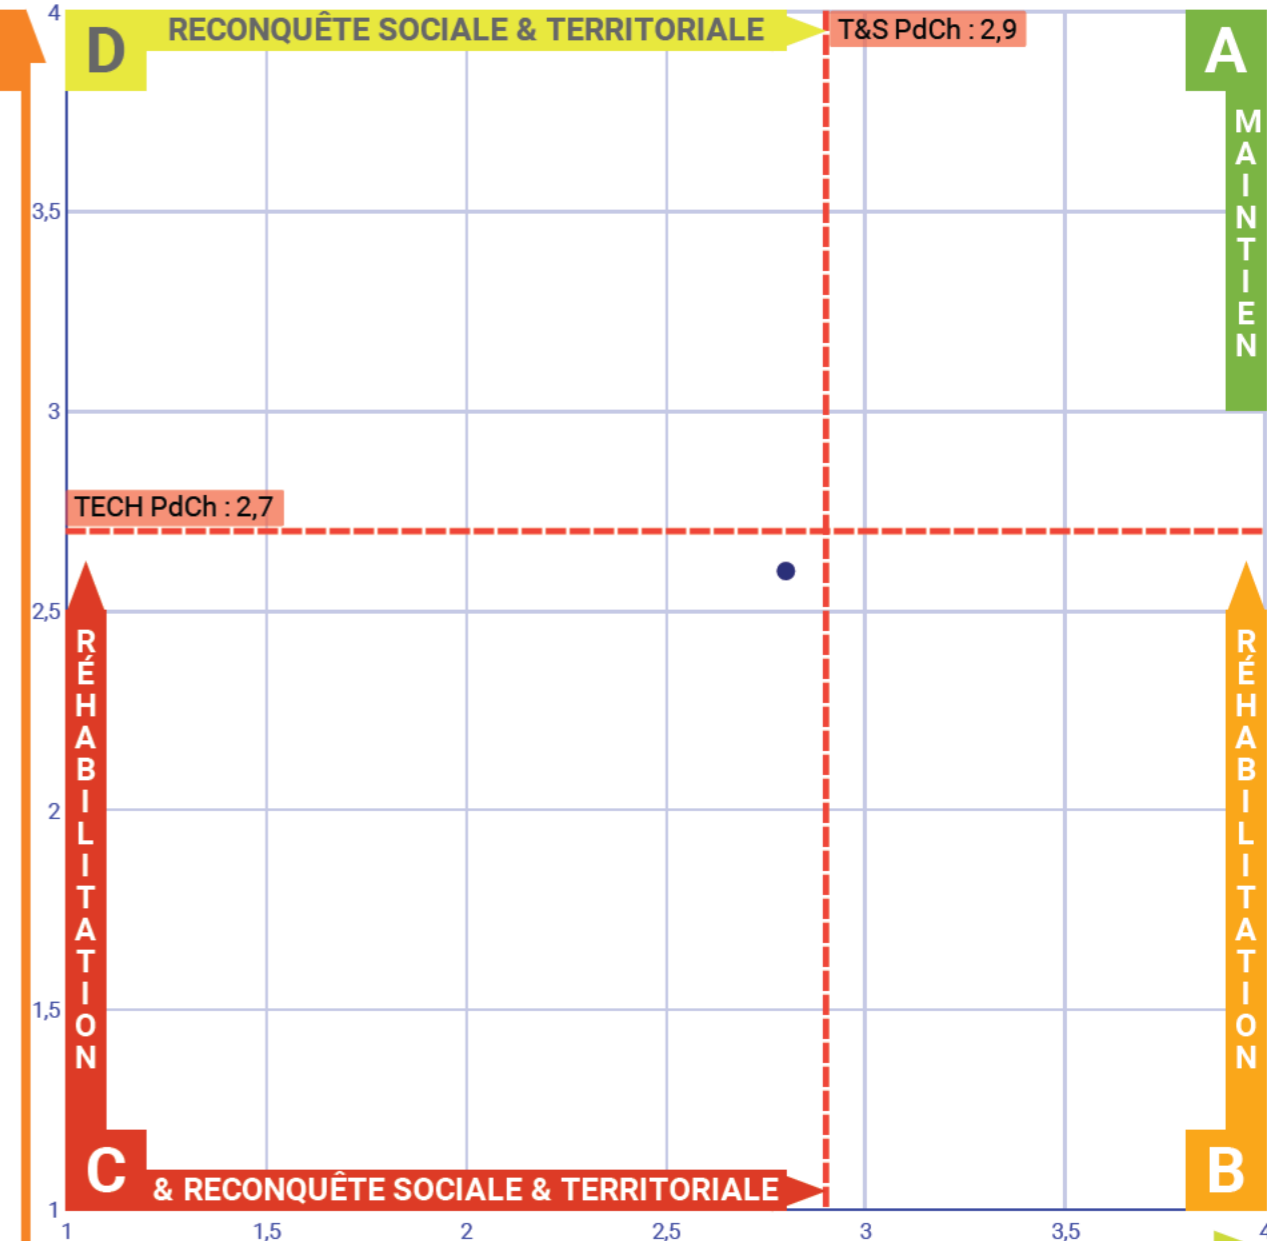 4
D
RECONQUÊTE SOCIALE & TERRITORIALE
T&S PdCh : 2,9
A
MAINTIEN
3,5
3
TECH PdCh : 2,7
2,5
RÉHABILITATION
RÉHABILITATION
2
1,5
C
& RECONQUÊTE SOCIALE & TERRITORIALE
B
1
1
1,5
2
2,5
3
3,5
4